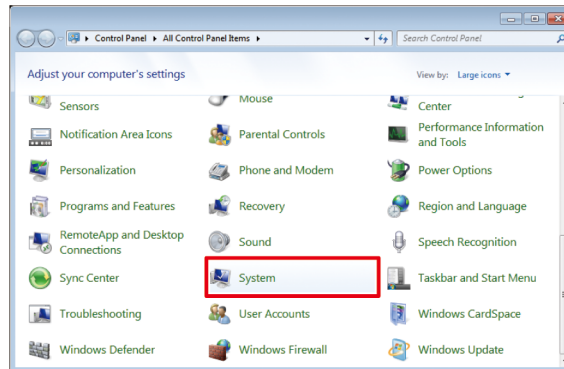 Control Panel ▸ All Control Panel Items ▸
Search Control Panel
Adjust your computer's settings
View by: Large icons
Sensors
Mouse
Center
Notification Area Icons
Parental Controls
Performance Information
and Tools
Personalization
Phone and Modem
Power Options
Programs and Features
Recovery
Region and Language
RemoteApp and Desktop
Connections
Sound
Speech Recognition
Sync Center
System
Taskbar and Start Menu
Troubleshooting
User Accounts
Windows CardSpace
Windows Defender
Windows Firewall
Windows Update